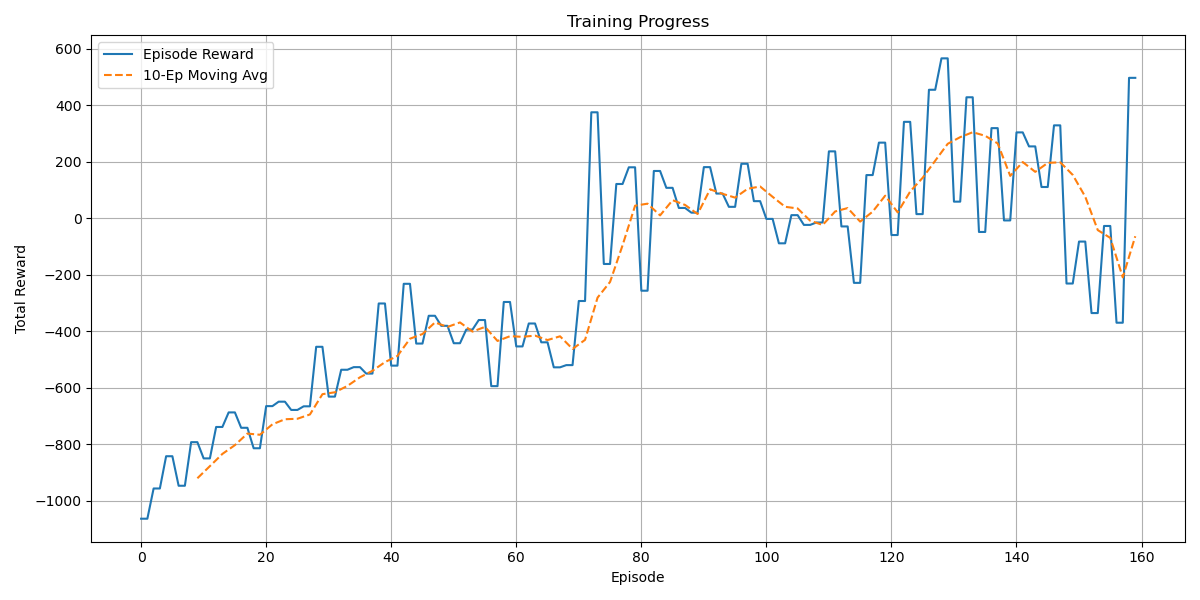 Training Progress
Episode Reward
10-Ep Moving Avg
Total Reward
600
400
200
0
−200
−400
−600
−800
−1000
0 20 40 60 80 100 120 140 160
Episode